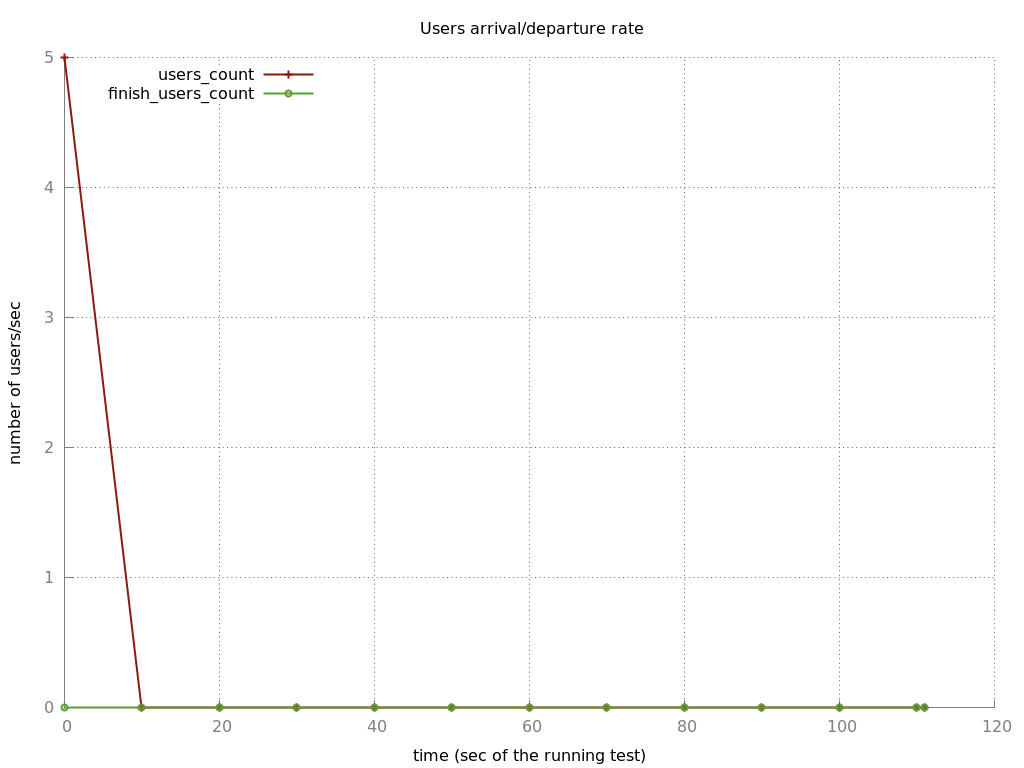 Users arrival/departure rate
users_count
finish_users_count
5
4
3
2
1
0
number of users/sec
0 20 40 60 80 100 120
time (sec of the running test)